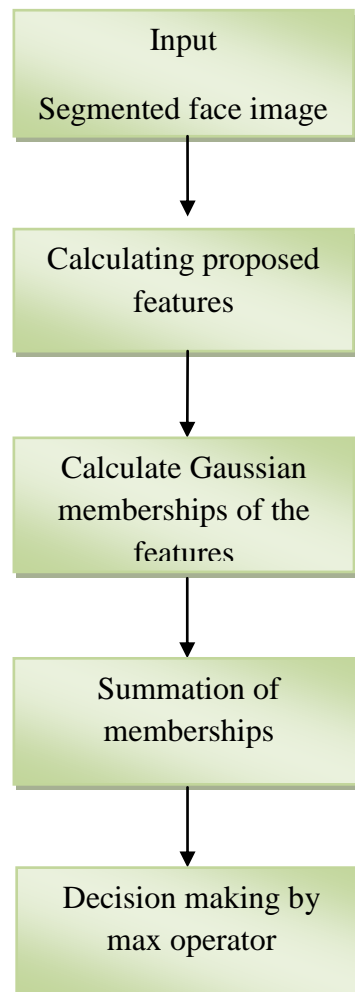 Input
Segmented face image
Calculating proposed
features
Calculate Gaussian
memberships of the
features
Summation of
memberships
Decision making by
max operator